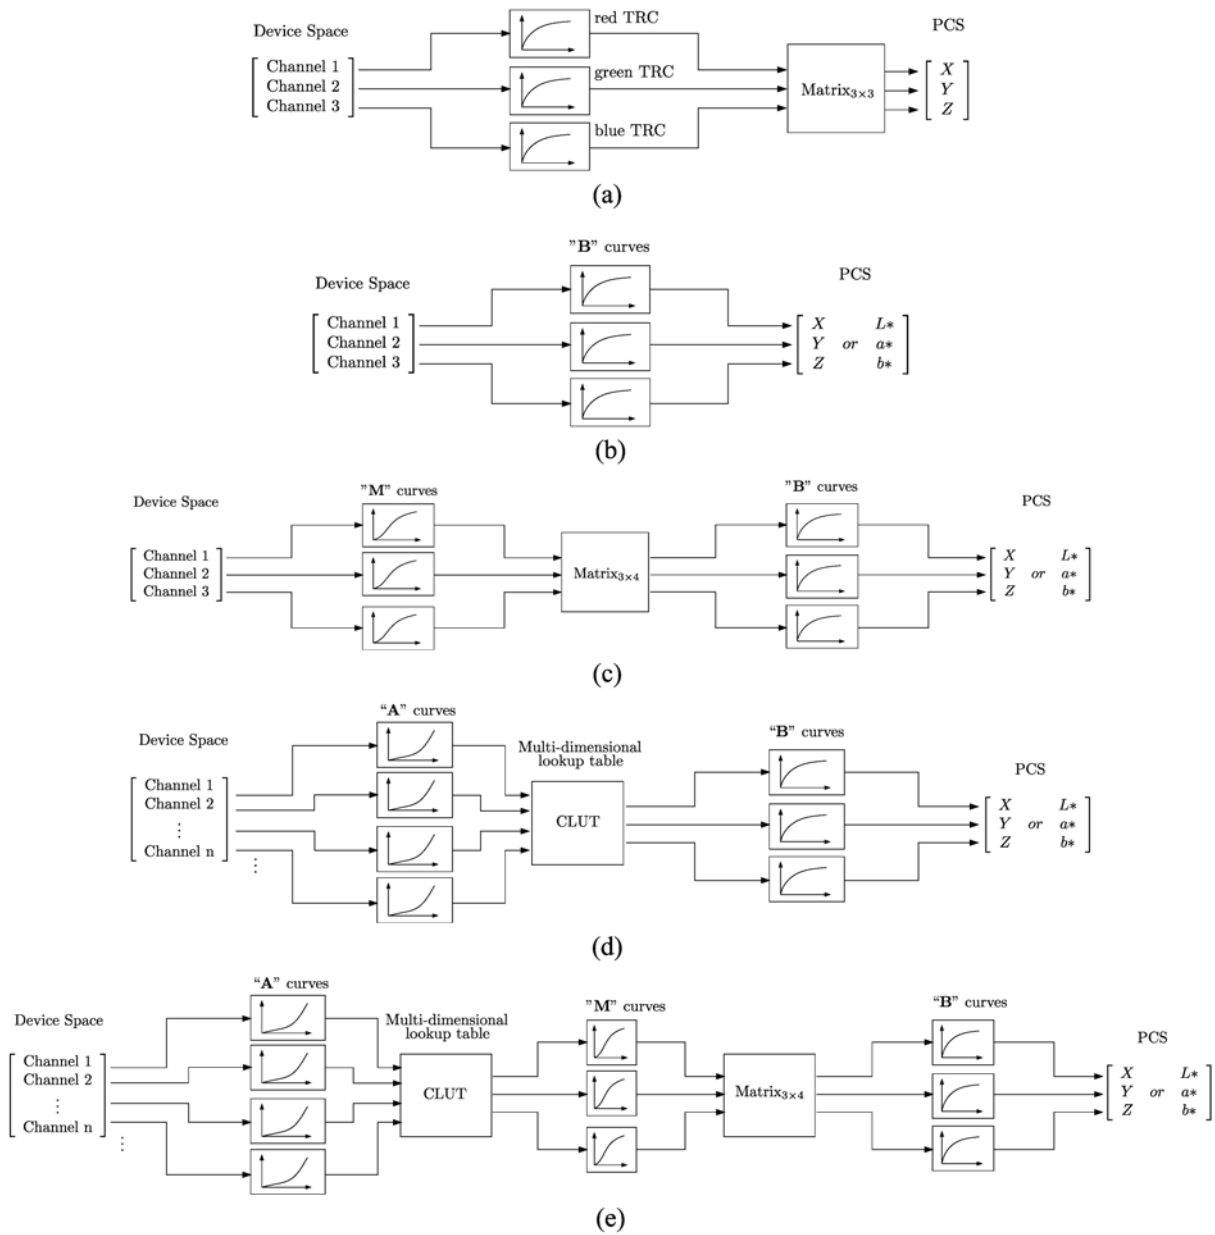 red TRC
PCS
Device Space
Channel 1
Channel 2
Channel 3
green TRC
Matrix3×3
X
Y
Z
blue TRC
(a)
"B" curves
PCS
Device Space
Channel 1
Channel 2
Channel 3
X L*
Y or a*
Z b*
(b)
"M" curves
"B" curves
Device Space
PCS
Channel 1
Channel 2
Channel 3
Matrix3×4
X L*
Y or a*
Z b*
(c)
“A” curves
“B” curves
Device Space
Multi-dimensional
lookup table
PCS
Channel 1
Channel 2
⋮
Channel n
⋮
CLUT
X L*
Y or a*
Z b*
(d)
“A” curves
"M" curves
“B” curves
Device Space
Multi-dimensional
lookup table
PCS
Channel 1
Channel 2
⋮
Channel n
⋮
CLUT
Matrix3×4
X L*
Y or a*
Z b*
(e)